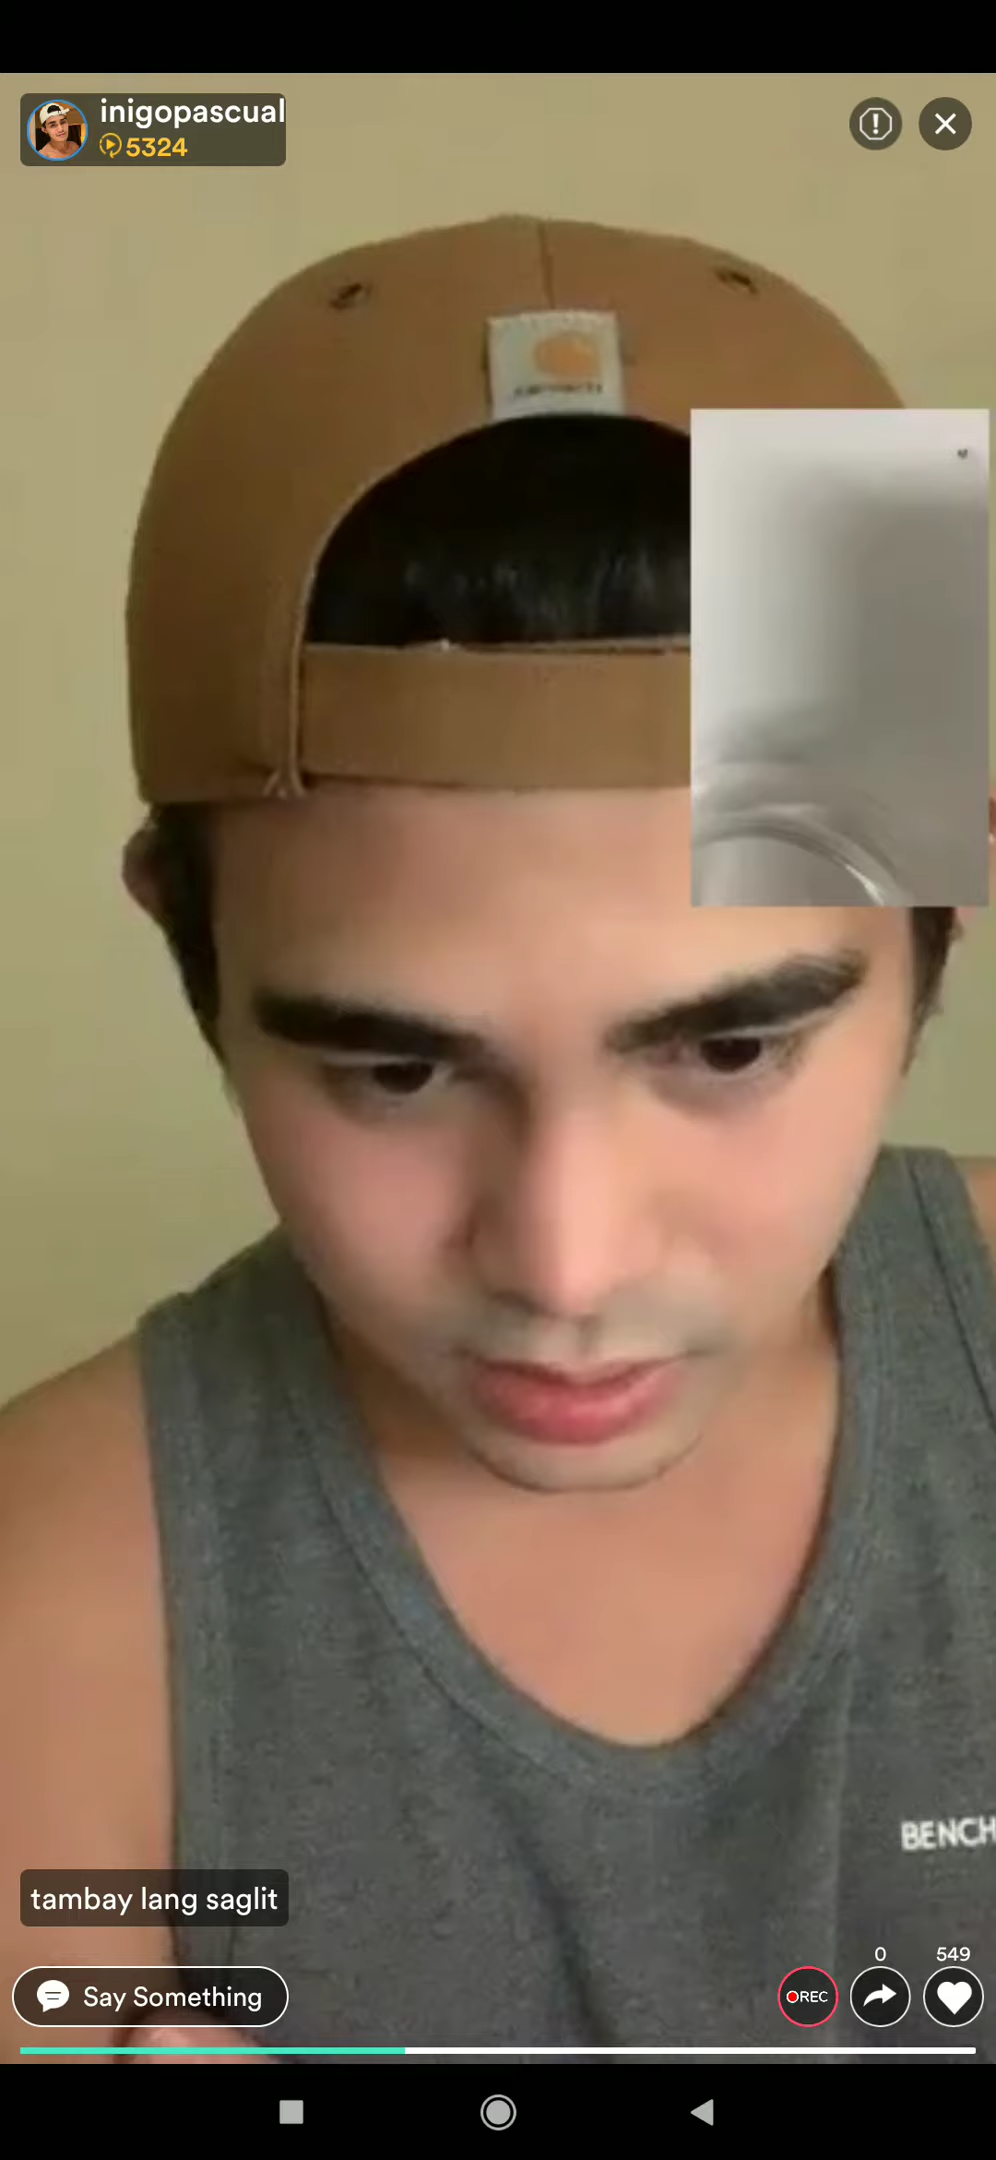 inigopascual
5324
BENCH
tambay lang saglit
0
549
Say Something
REC